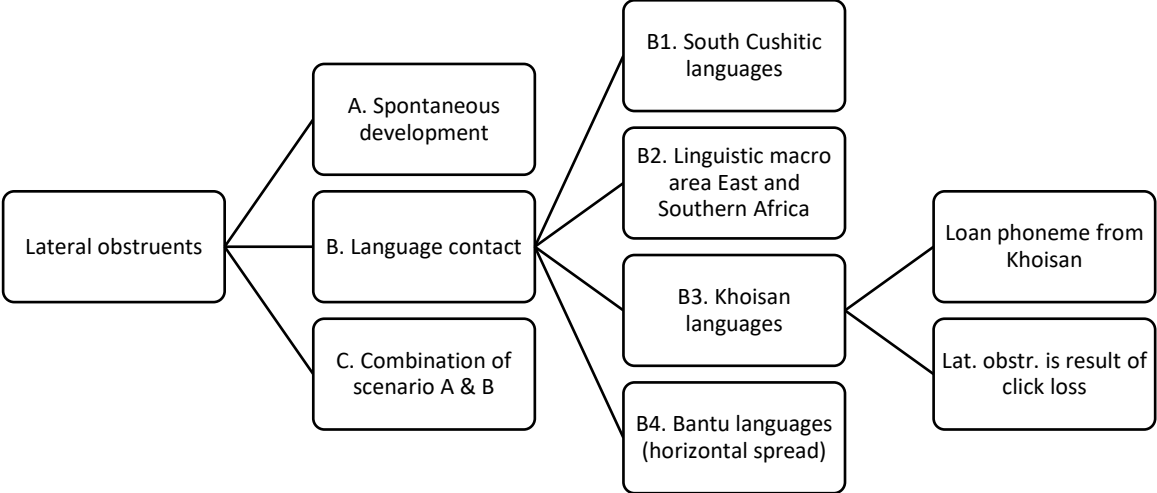 Lateral obstruents
A. Spontaneous
development
B. Language contact
C. Combination of
scenario A & B
B1. South Cushitic
languages
B2. Linguistic macro
area East and
Southern Africa
B3. Khoisan
languages
B4. Bantu languages
(horizontal spread)
Loan phoneme from
Khoisan
Lat. obstr. is result of
click loss